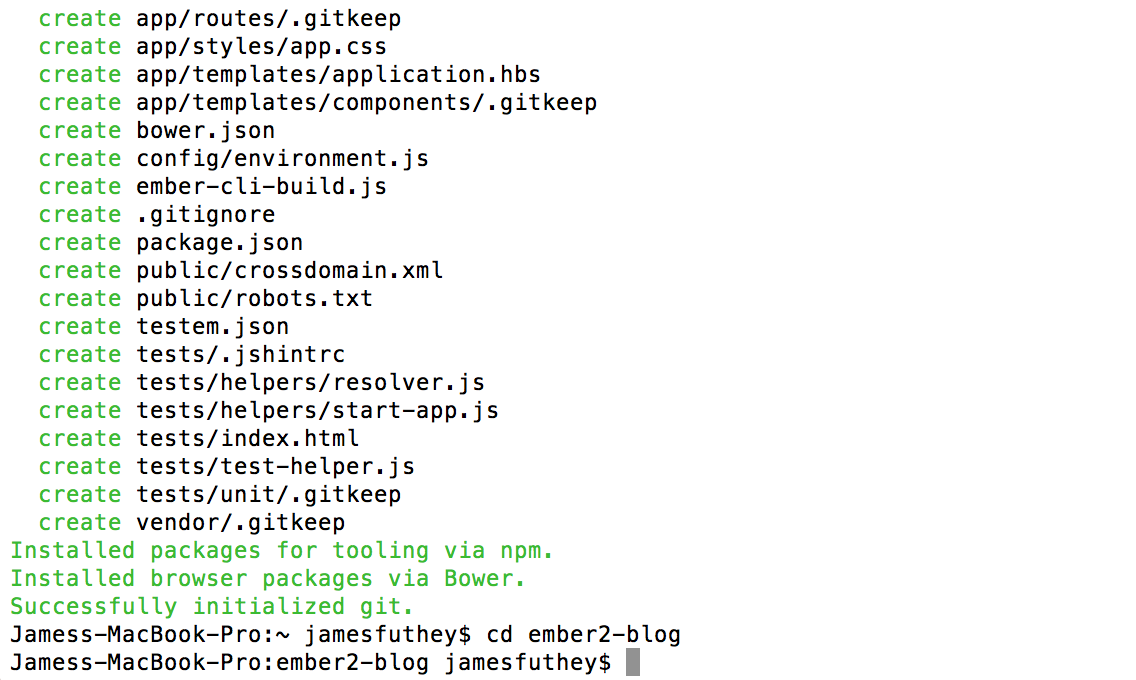 create app/routes/.gitkeep
create app/styles/app.css
create app/templates/application.hbs
create app/templates/components/.gitkeep
create bower.json
create config/environment.js
create ember-cli-build.js
create .gitignore
create package.json
create public/crossdomain.xml
create public/robots.txt
create testem.json
create tests/.jshintrc
create tests/helpers/resolver.js
create tests/helpers/start-app.js
create tests/index.html
create tests/test-helper.js
create tests/unit/.gitkeep
create vendor/.gitkeep
Installed packages for tooling via npm.
Installed browser packages via Bower.
Successfully initialized git.
Jamess-MacBook-Pro:~ jamesfuthey$ cd ember2-blog
Jamess-MacBook-Pro:ember2-blog jamesfuthey$